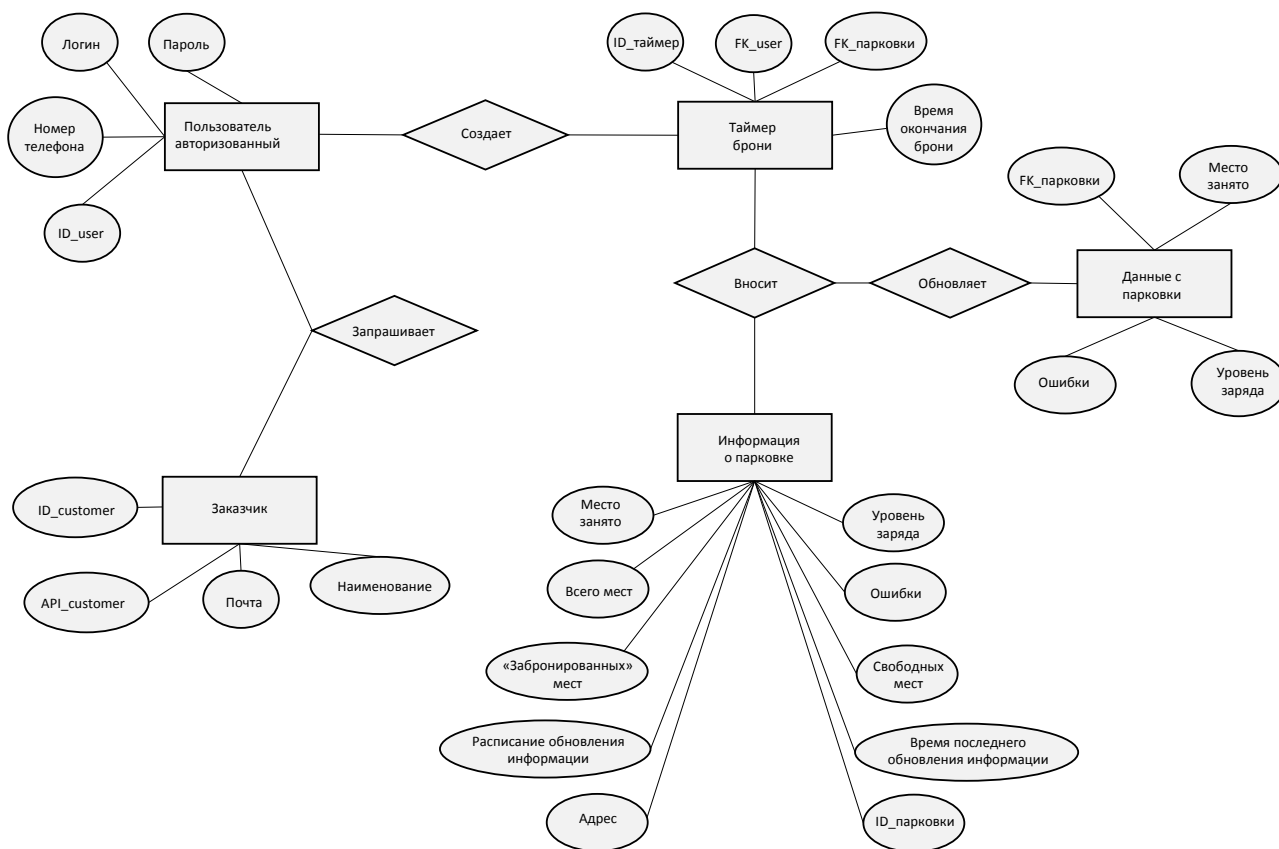 Логин
Пароль
Номер
телефона
ID_user
Пользователь
авторизованный
Создает
ID_таймер
FK_user
FK_парковки
Таймер
брони
Время
окончания
брони
FK_парковки
Место
занято
Данные с
парковки
Ошибки
Уровень
заряда
Вносит
Обновляет
Запрашивает
Заказчик
ID_customer
API_customer
Почта
Наименование
Информация
о парковке
Место
занято
Всего мест
«Забронированных»
мест
Расписание обновления
информации
Адрес
Уровень
заряда
Ошибки
Свободных
мест
Время последнего
обновления информации
ID_парковки